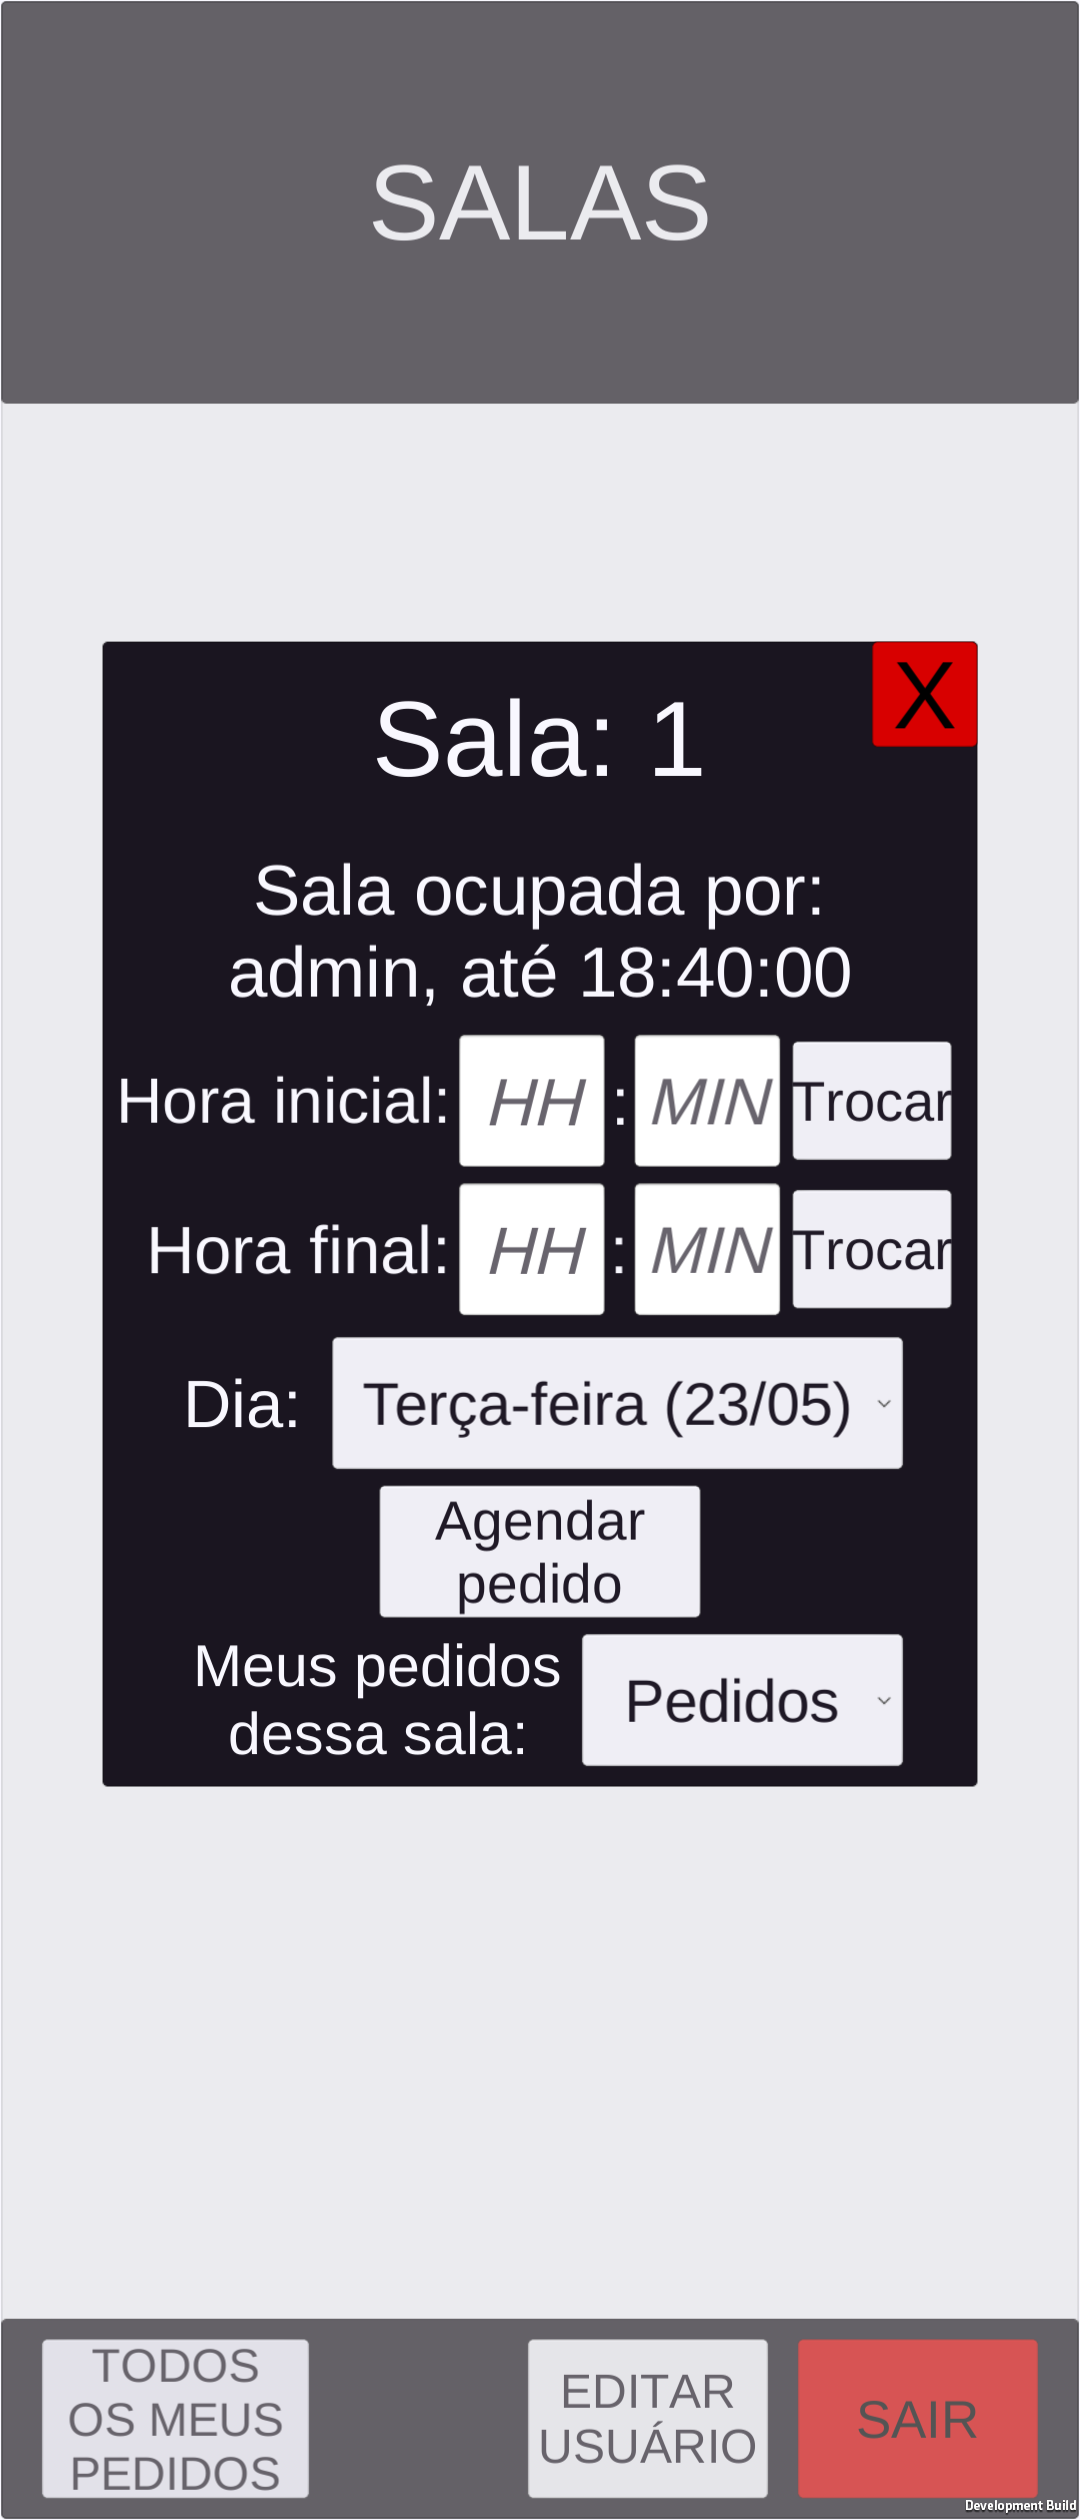 SALAS
X
Sala: 1
Sala ocupada por:
admin, até 18:40:00
Hora inicial: HH : MIN Trocar
Hora final: HH : MIN Trocar
Dia: Terça-feira (23/05)
Agendar
pedido
Meus pedidos
dessa sala:
Pedidos
TODOS
OS MEUS
PEDIDOS
EDITAR
USUÁRIO
SAIR
Development Build